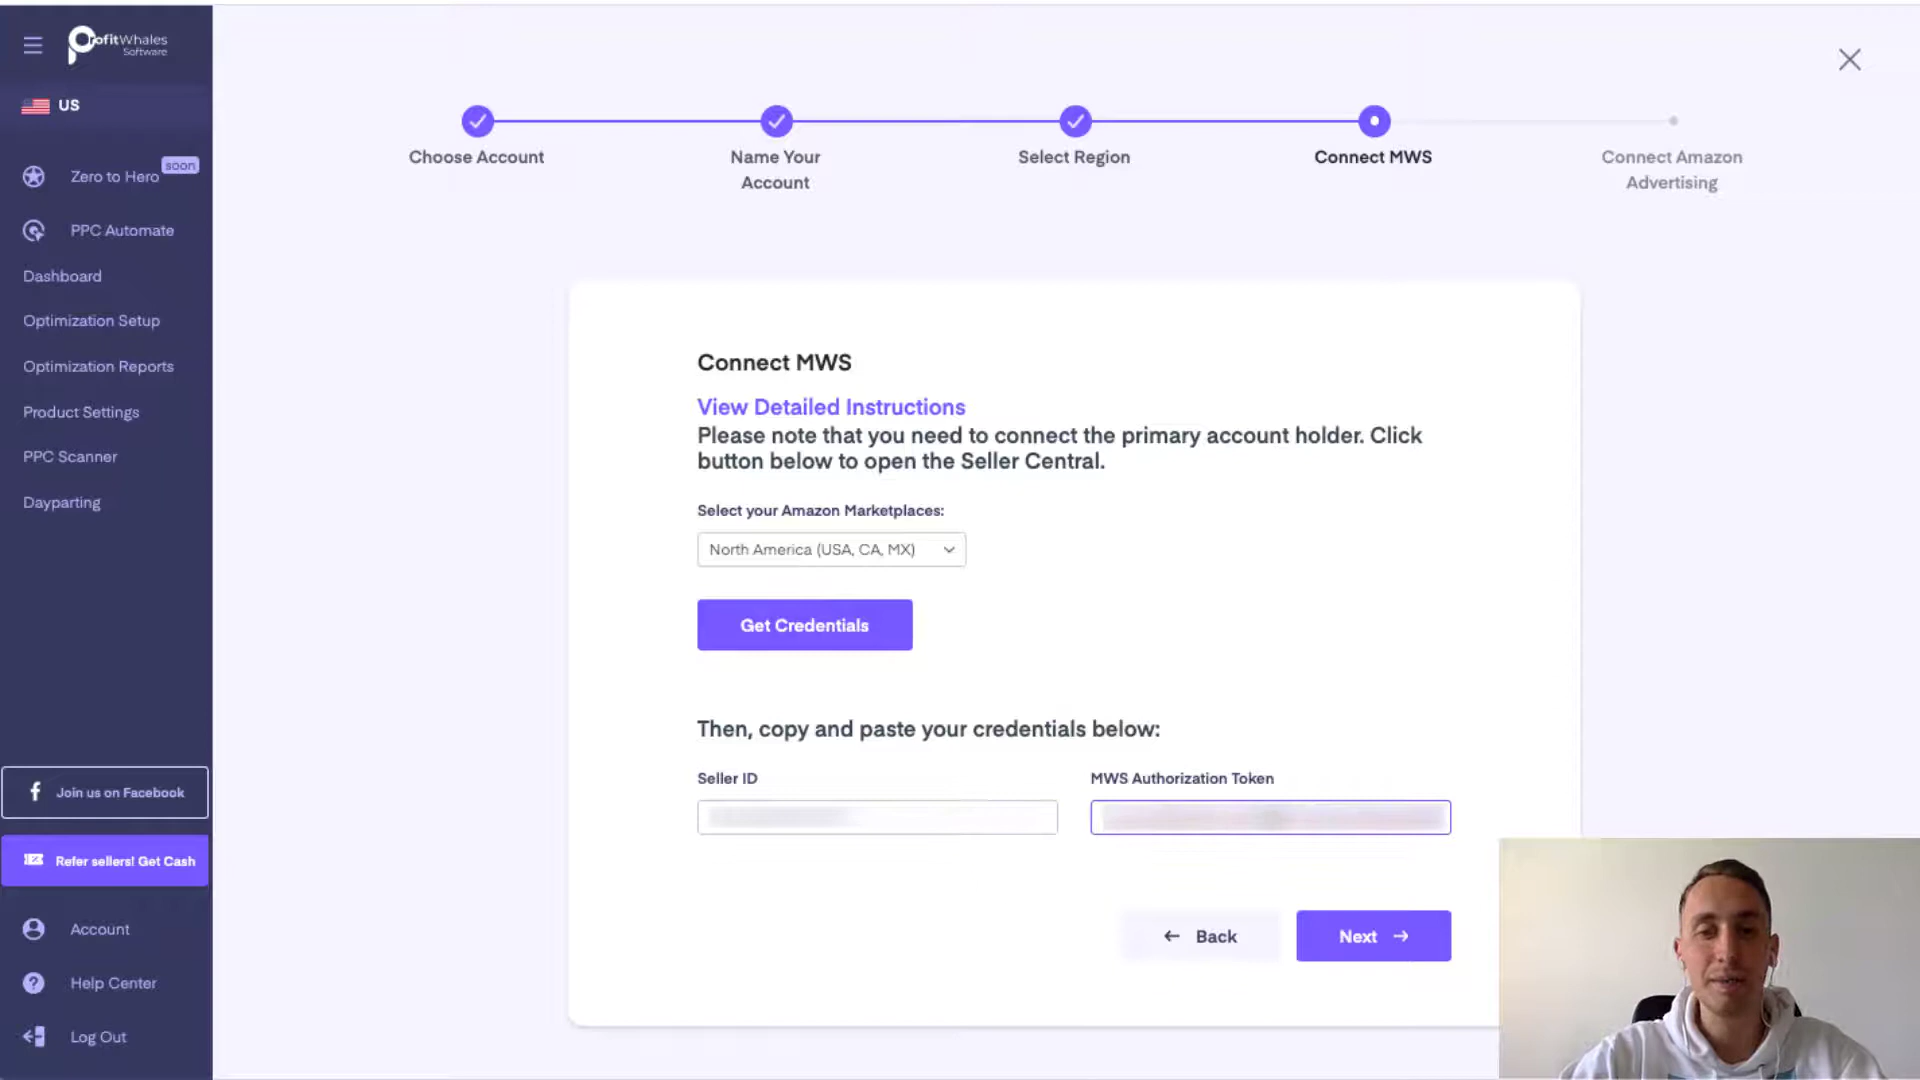 ProfitWhales
Software
US
Zero to Hero
soon
PPC Automate
Dashboard
Optimization Setup
Optimization Reports
Product Settings
PPC Scanner
Dayparting
Join us on Facebook
Refer sellers! Get Cash
Account
Help Center
Log Out
Choose Account
Name Your
Account
Select Region
Connect MWS
Connect Amazon
Advertising
Connect MWS
View Detailed Instructions
Please note that you need to connect the primary account holder. Click
button below to open the Seller Central.
Select your Amazon Marketplaces:
North America (USA, CA, MX)
Get Credentials
Then, copy and paste your credentials below:
Seller ID
MWS Authorization Token
← Back
Next →